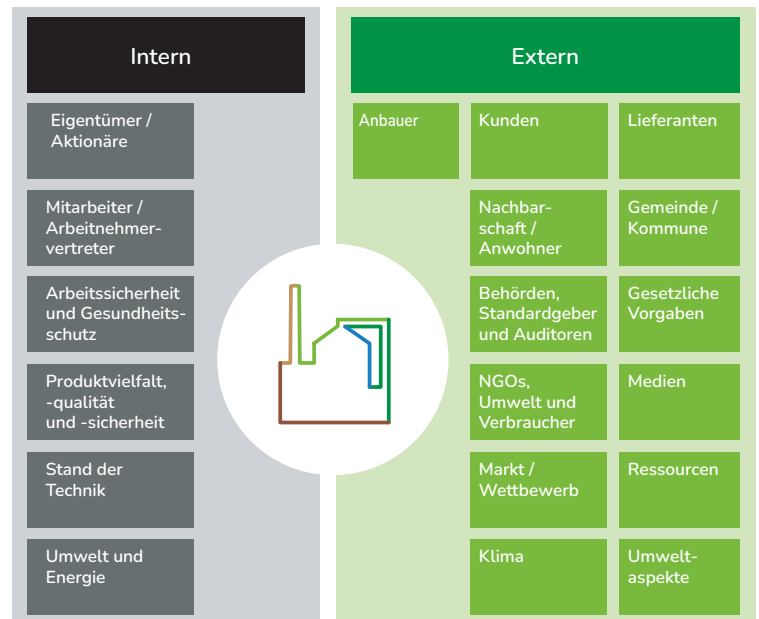 Intern
Eigentümer /
Aktionäre
Mitarbeiter /
Arbeitnehmer-
vertreter
Arbeitssicherheit
und Gesundheits-
schutz
Produktvielfalt,
-qualität
und -sicherheit
Stand der
Technik
Umwelt und
Energie
Extern
Anbauer
Kunden
Lieferanten
Nachbar-
schaft /
Anwohner
Gemeinde /
Kommune
Behörden,
Standardgeber
und Auditoren
Gesetzliche
Vorgaben
NGOs,
Umwelt und
Verbraucher
Medien
Markt /
Wettbewerb
Ressourcen
Klima
Umwelt-
aspekte